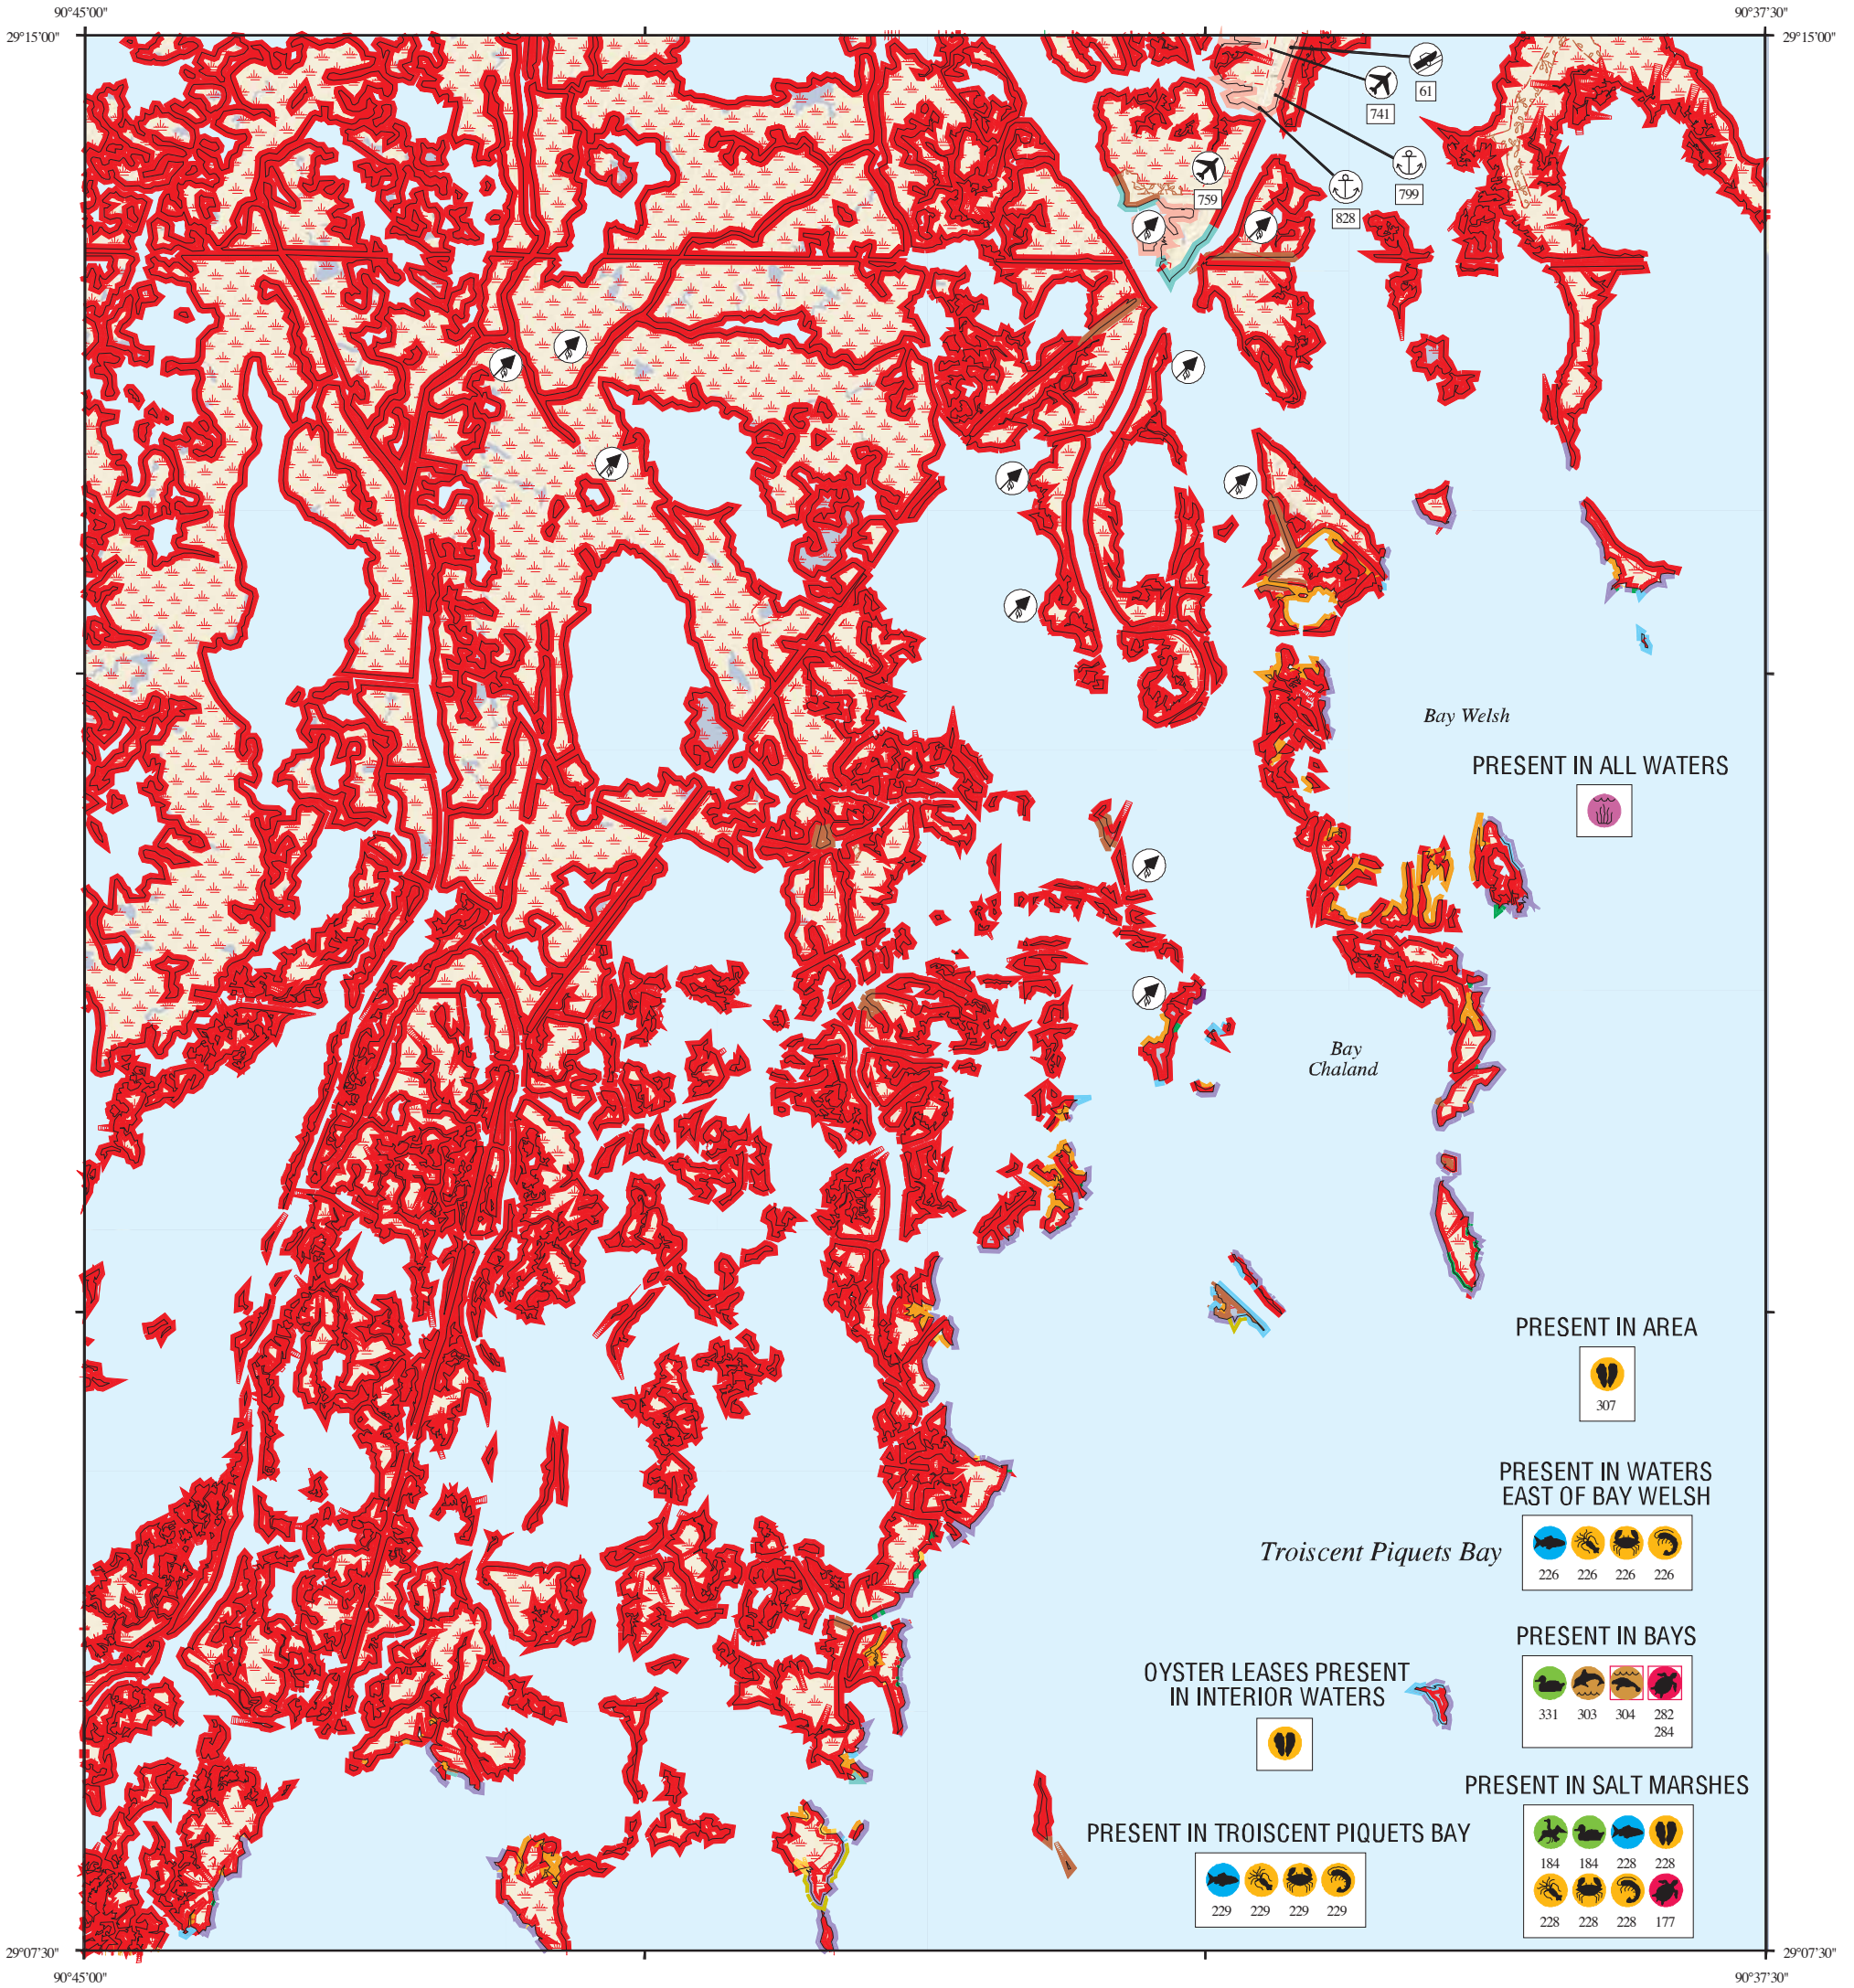 90°45'00"
90°37'30"
29°15'00"
29°15'00"
61
741
799
759
828
Bay Welsh
PRESENT IN ALL WATERS
Bay
Chaland
PRESENT IN AREA
307
PRESENT IN WATERS
EAST OF BAY WELSH
Troiscent Piquets Bay
226 226 226 226
PRESENT IN BAYS
OYSTER LEASES PRESENT
IN INTERIOR WATERS
331 303 304 282
284
PRESENT IN SALT MARSHES
PRESENT IN TROISCENT PIQUETS BAY
184 184 228 228
229 229 229 229
228 228 228 177
29°07'30"
29°07'30"
90°45'00"
90°37'30"